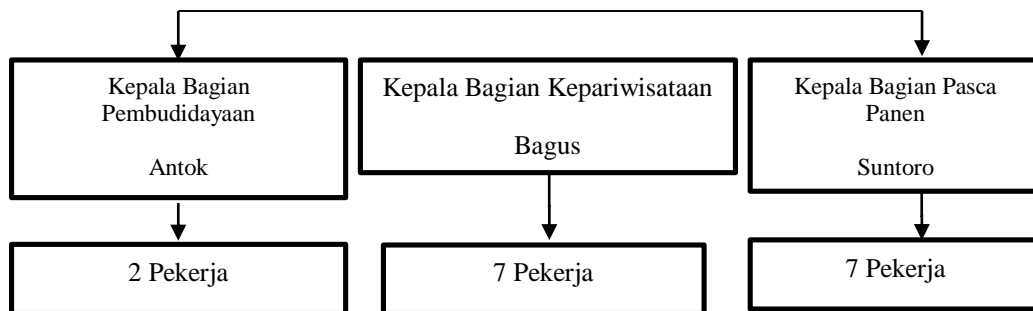 Kepala Bagian
Pembudidayaan
Antok
Kepala Bagian Kepariwisataan
Bagus
Kepala Bagian Pasca
Panen
Suntoro
2 Pekerja
7 Pekerja
7 Pekerja